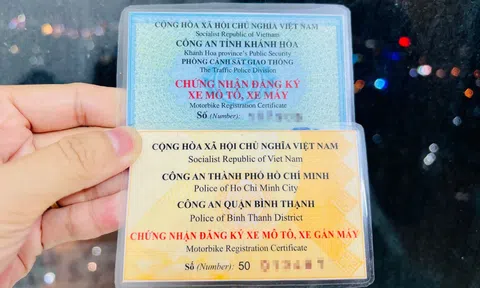 CỘNG HÒA XÃ HỘI CHỦ NGHĨA VIỆT NAM
Socialist Republic of Vietnam
CÔNG AN TỈNH KHÁNH HÒA
Khanh Hoa province's Public Security
PHÒNG CẢNH SÁT GIAO THÔNG
The Traffic Police Division
CHỨNG NHẬN ĐĂNG KÝ
XE MÔ TÔ, XE MÁY
Motorbike Registration Certificate
Số (Number):
CỘNG HÒA XÃ HỘI CHỦ NGHĨA VIỆT NAM
Socialist Republic of Viet Nam
CÔNG AN THÀNH PHỐ HỒ CHÍ MINH
Police of Ho Chi Minh City
CÔNG AN QUẬN BÌNH THẠNH
Police of Binh Thanh District
CHỨNG NHẬN ĐĂNG KÝ XE MÔ TÔ, XE GẮN MÁY
Motorbike Registration Certificate
Số (Number): 50